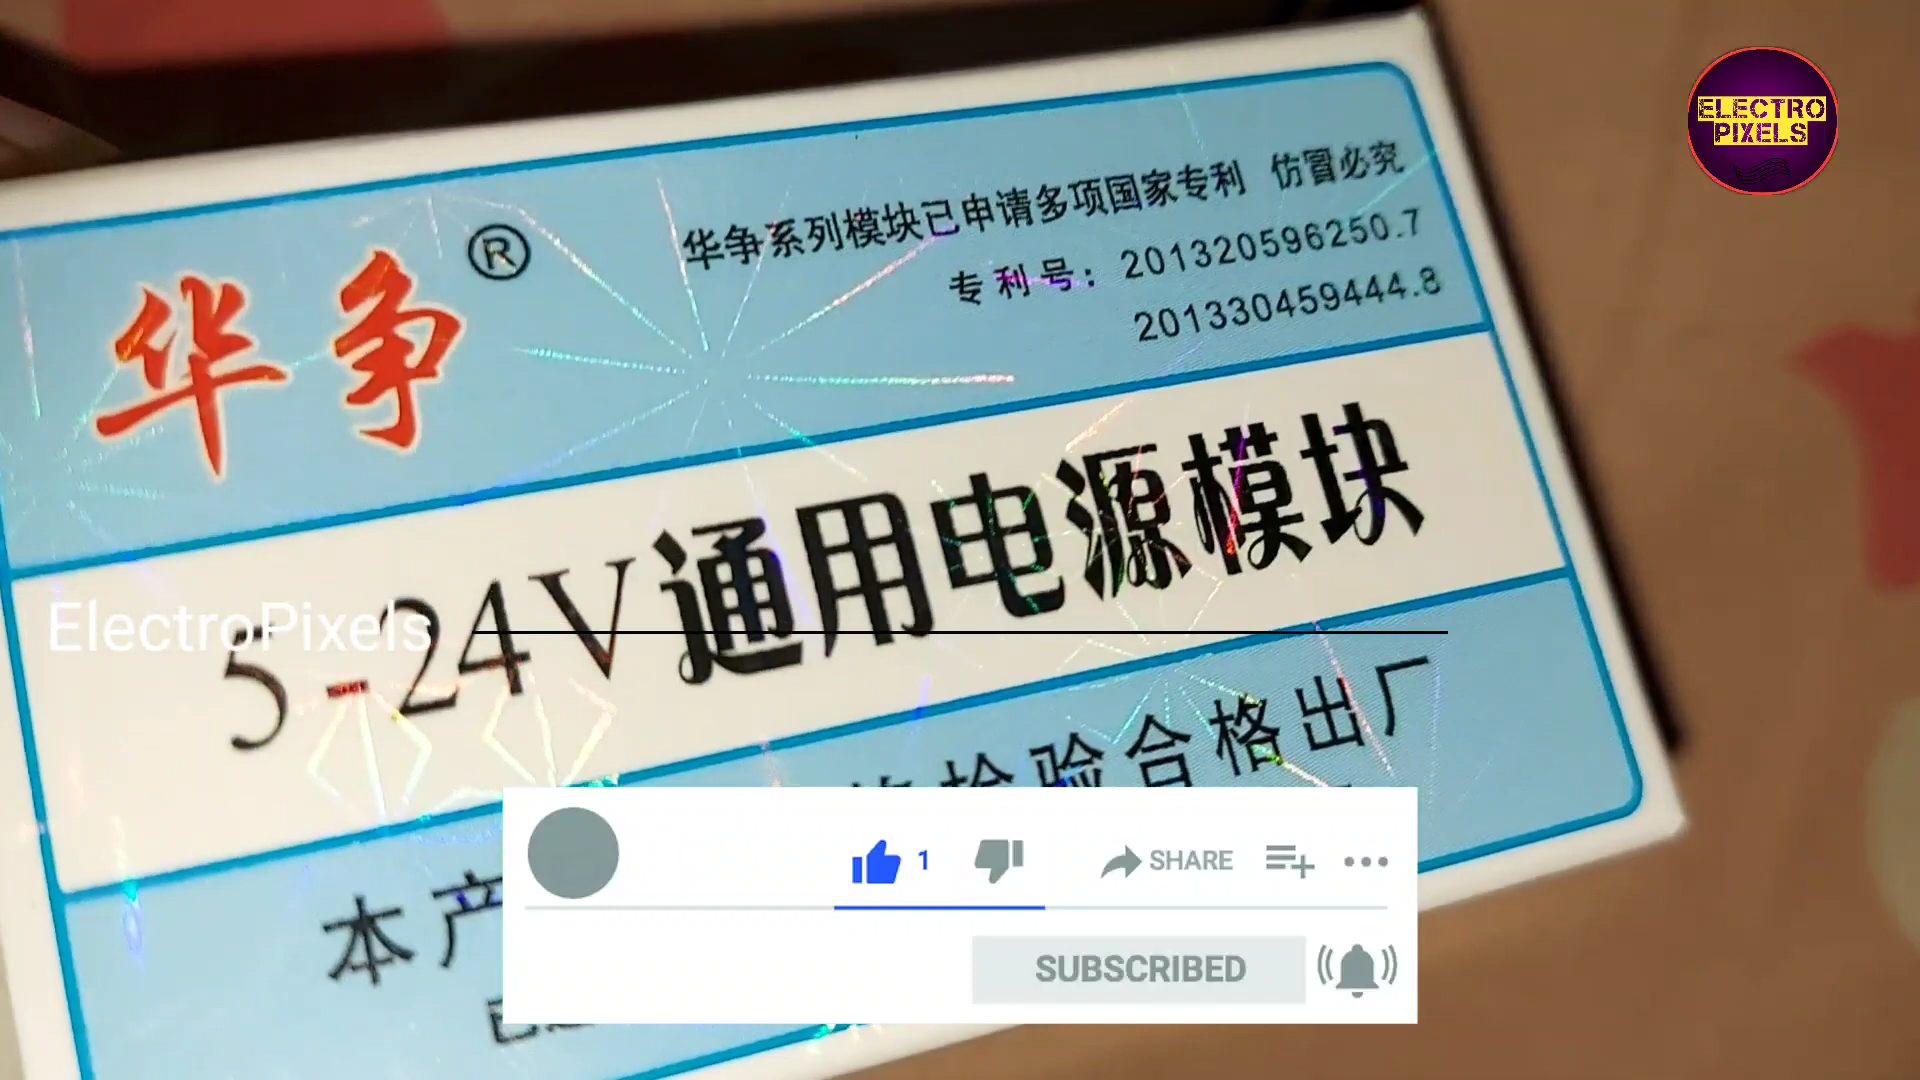 ELECTRO
PIXELS
华争®
华争系列模块已申请多项国家专利 仿冒必究
专利号：201320596250.7
201330459444.8
5-24V通用电源模块
ElectroPixels
检验合格出厂
本产
1
SHARE
SUBSCRIBED